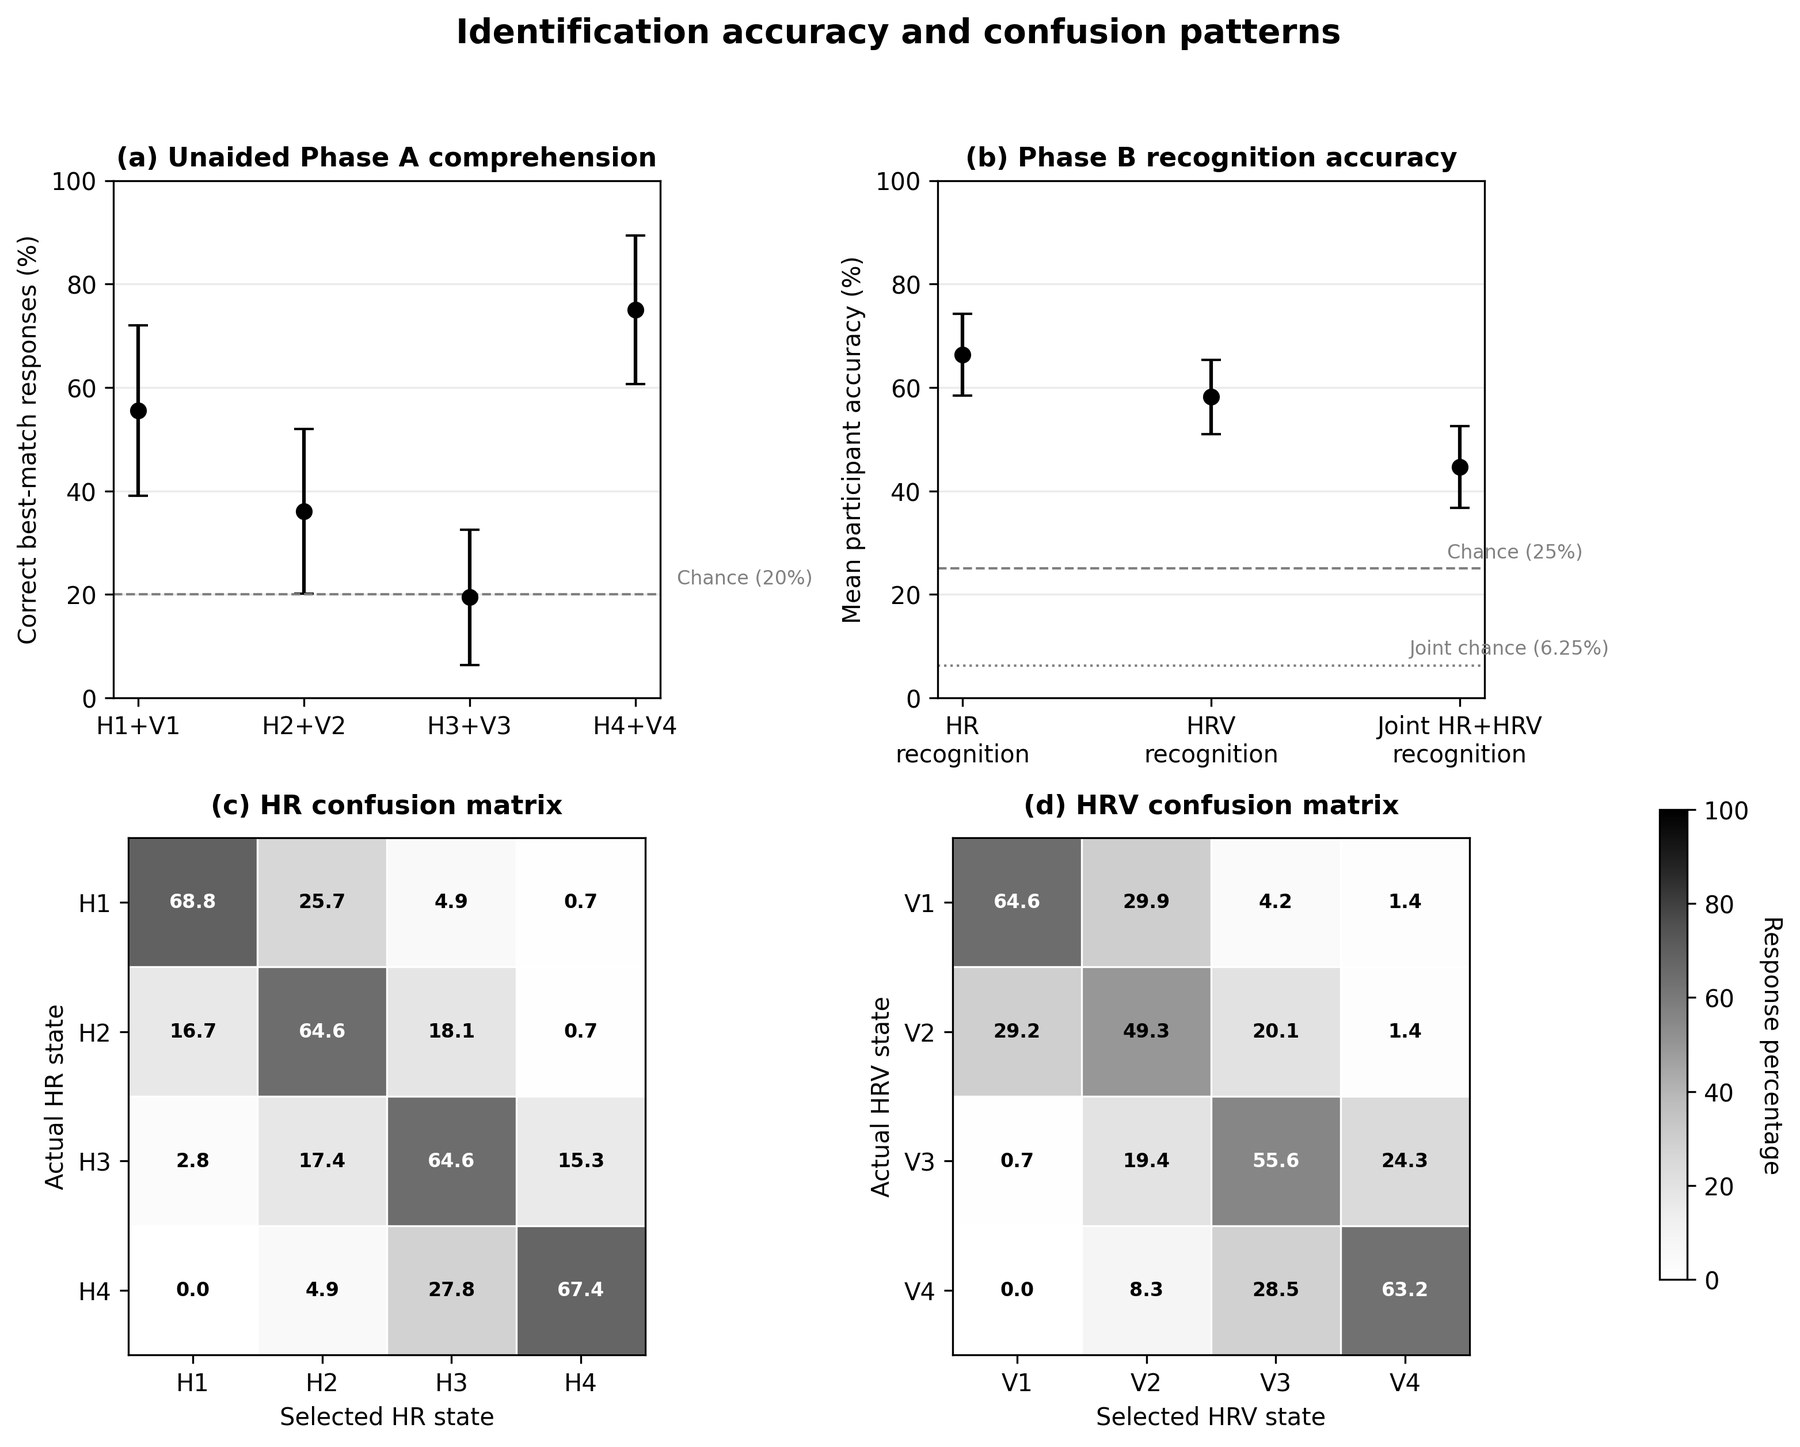 Identification accuracy and confusion patterns
(a) Unaided Phase A comprehension
Correct best-match responses (%)
100
80
60
40
20
0
Chance (20%)
H1+V1 H2+V2 H3+V3 H4+V4
(b) Phase B recognition accuracy
Mean participant accuracy (%)
100
80
60
40
20
0
Chance (25%)
Joint chance (6.25%)
HR
recognition
HRV
recognition
Joint HR+HRV
recognition
(c) HR confusion matrix
Actual HR state
H1 68.8 25.7 4.9 0.7
H2 16.7 64.6 18.1 0.7
H3 2.8 17.4 64.6 15.3
H4 0.0 4.9 27.8 67.4
H1 H2 H3 H4
Selected HR state
(d) HRV confusion matrix
Actual HRV state
V1 64.6 29.9 4.2 1.4
V2 29.2 49.3 20.1 1.4
V3 0.7 19.4 55.6 24.3
V4 0.0 8.3 28.5 63.2
V1 V2 V3 V4
Selected HRV state
100
80
60
40
20
0
Response percentage